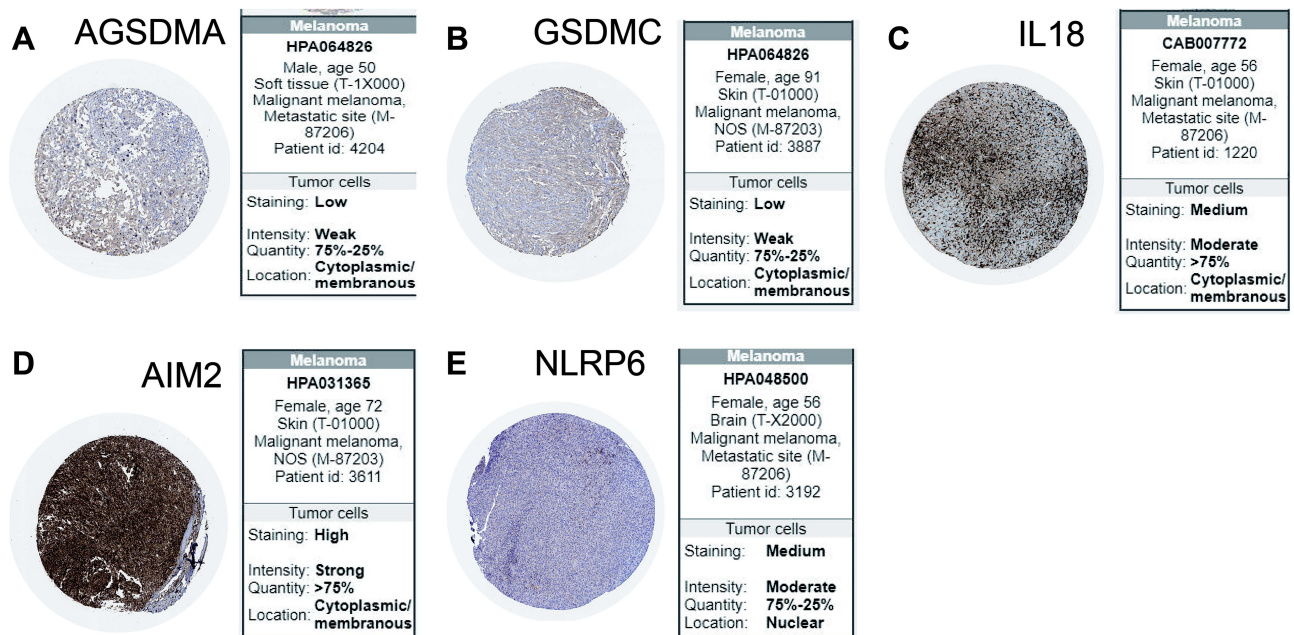 A AGSDMA
Melanoma
HPA064826
Male, age 50
Soft tissue (T-1X000)
Malignant melanoma,
Metastatic site (M-
87206)
Patient id: 4204
Tumor cells
Staining: Low
Intensity: Weak
Quantity: 75%-25%
Location: Cytoplasmic/
membranous
B GSDMC
Melanoma
HPA064826
Female, age 91
Skin (T-01000)
Malignant melanoma,
NOS (M-87203)
Patient id: 3887
Tumor cells
Staining: Low
Intensity: Weak
Quantity: 75%-25%
Location: Cytoplasmic/
membranous
C IL18
Melanoma
CAB007772
Female, age 56
Skin (T-01000)
Malignant melanoma,
Metastatic site (M-
87206)
Patient id: 1220
Tumor cells
Staining: Medium
Intensity: Moderate
Quantity: >75%
Location: Cytoplasmic/
membranous
D AIM2
Melanoma
HPA031365
Female, age 72
Skin (T-01000)
Malignant melanoma,
NOS (M-87203)
Patient id: 3611
Tumor cells
Staining: High
Intensity: Strong
Quantity: >75%
Location: Cytoplasmic/
membranous
E NLRP6
Melanoma
HPA048500
Female, age 56
Brain (T-X2000)
Malignant melanoma,
Metastatic site (M-
87206)
Patient id: 3192
Tumor cells
Staining: Medium
Intensity: Moderate
Quantity: 75%-25%
Location: Nuclear